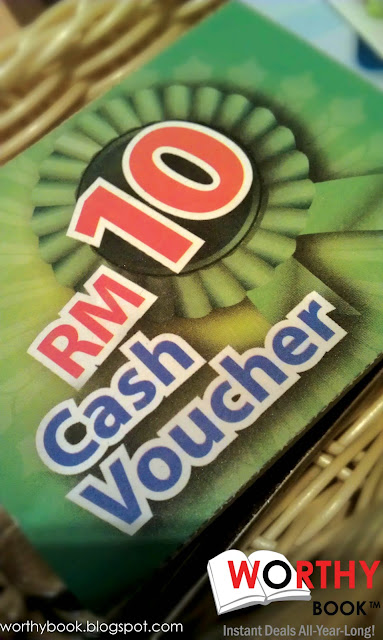 RM 10
Cash
Voucher
WORTHY
BOOK™
Instant Deals All-Year-Long!
worthybook.blogspot.com